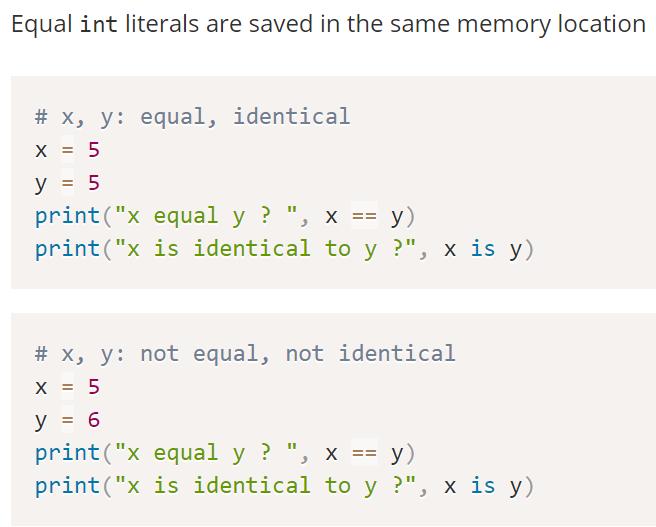 Equal int literals are saved in the same memory location
# x, y: equal, identical
x = 5
y = 5
print("x equal y ? ", x == y)
print("x is identical to y ?", x is y)
# x, y: not equal, not identical
x = 5
y = 6
print("x equal y ? ", x == y)
print("x is identical to y ?", x is y)